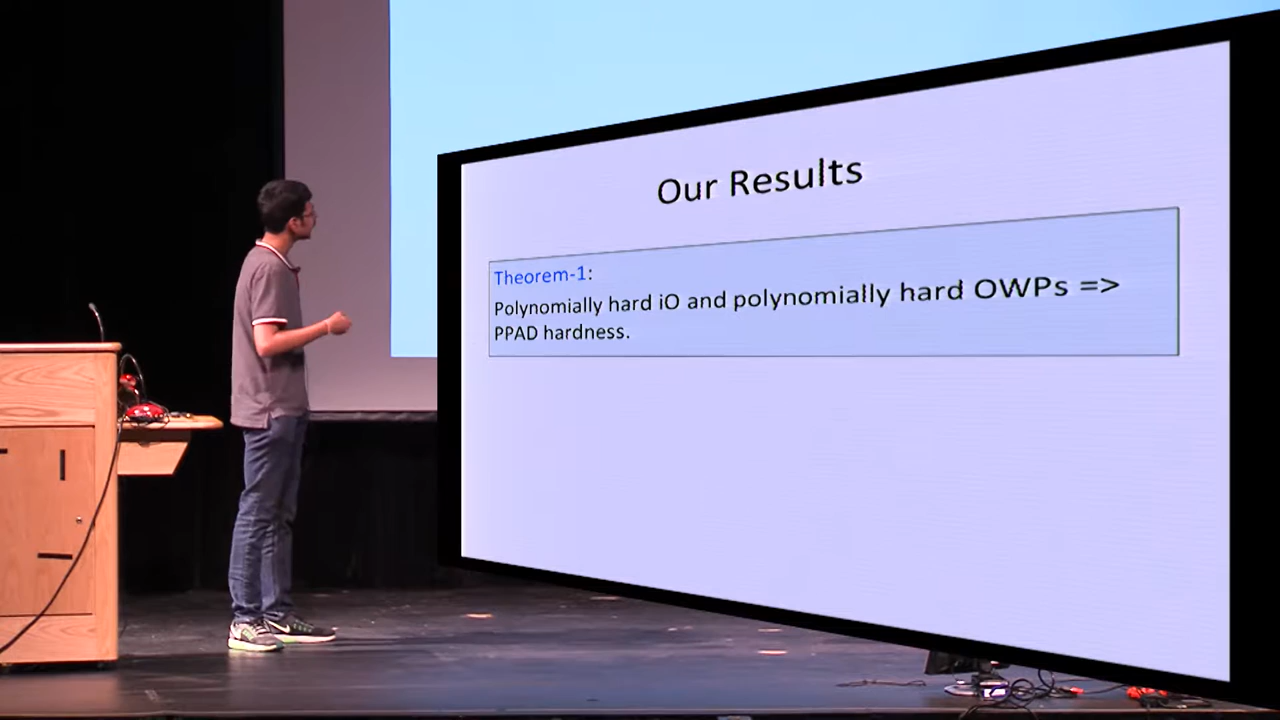 Our Results
Theorem-1:
Polynomially hard iO and polynomially hard OWPs =>
PPAD hardness.